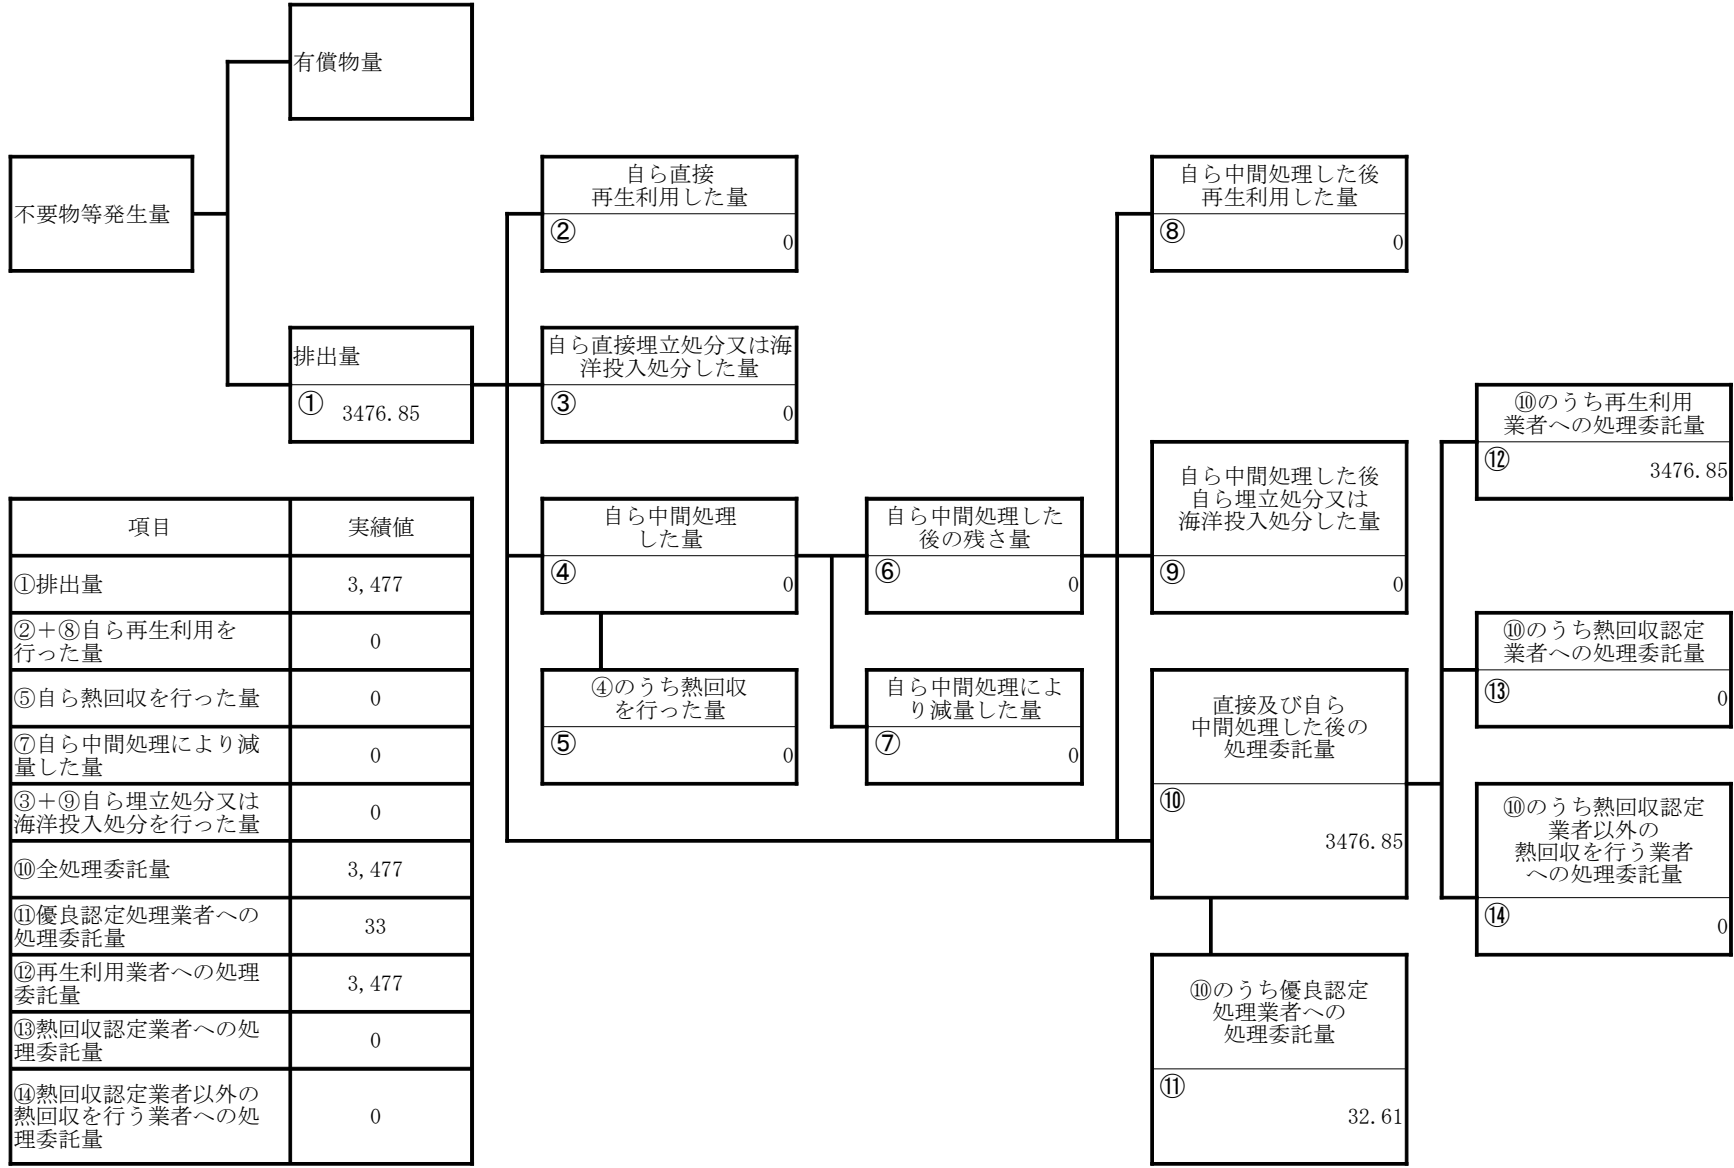 有償物量
不要物等発生量
自ら直接
再生利用した量
②
0
自ら中間処理した後
再生利用した量
⑧
0
排出量
①
3476.85
自ら直接埋立処分又は海
洋投入処分した量
③
0
⑩のうち再生利用
業者への処理委託量
⑫
3476.85
自ら中間処理した後
自ら埋立処分又は
海洋投入処分した量
⑨
0
自ら中間処理
した量
④
0
自ら中間処理した
後の残さ量
⑥
0
⑩のうち熱回収認定
業者への処理委託量
⑬
0
④のうち熱回収
を行った量
⑤
0
自ら中間処理によ
り減量した量
⑦
0
直接及び自ら
中間処理した後の
処理委託量
⑩
3476.85
⑩のうち熱回収認定
業者以外の
熱回収を行う業者
への処理委託量
⑭
0
⑩のうち優良認定
処理業者への
処理委託量
⑪
32.61
項目 実績値
①排出量 3,477
②+⑧自ら再生利用を
行った量
0
⑤自ら熱回収を行った量 0
⑦自ら中間処理により減
量した量
0
③+⑨自ら埋立処分又は
海洋投入処分を行った量
0
⑩全処理委託量 3,477
⑪優良認定処理業者への
処理委託量
33
⑫再生利用業者への処理
委託量
3,477
⑬熱回収認定業者への処
理委託量
0
⑭熱回収認定業者以外の
熱回収を行う業者への処
理委託量
0